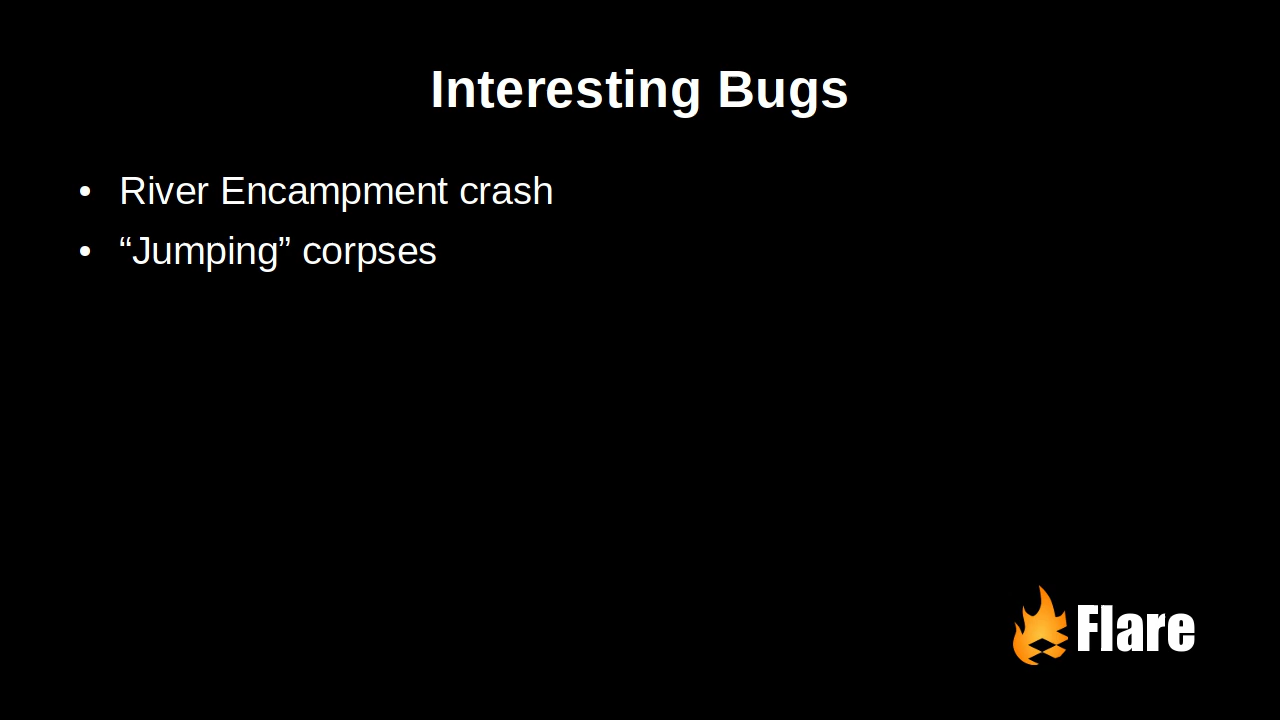 Interesting Bugs
• River Encampment crash
• “Jumping” corpses
Flare